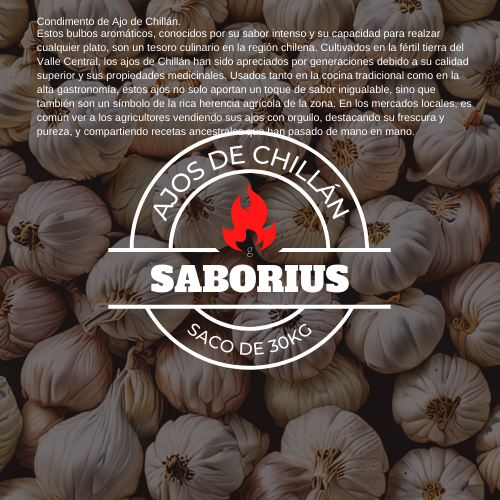 Condimento de Ajo de Chillán.
Estos bulbos aromáticos, conocidos por su sabor intenso y su capacidad para realzar
cualquier plato, son un tesoro culinario en la región chilena. Cultivados en la fértil tierra del
Valle Central, los ajos de Chillán han sido apreciados por generaciones debido a su calidad
superior y sus propiedades medicinales. Usados tanto en la cocina tradicional como en la
alta gastronomía, estos ajos no solo aportan un toque de sabor inigualable, sino que
también son un símbolo de la rica herencia agrícola de la zona. En los mercados locales, es
común ver a los agricultores vendiendo sus ajos con orgullo, destacando su frescura y
pureza, y compartiendo recetas ancestrales que han pasado de mano en mano.
AJOS DE CHILLÁN
g
SABORIUS
SACO DE 30KG